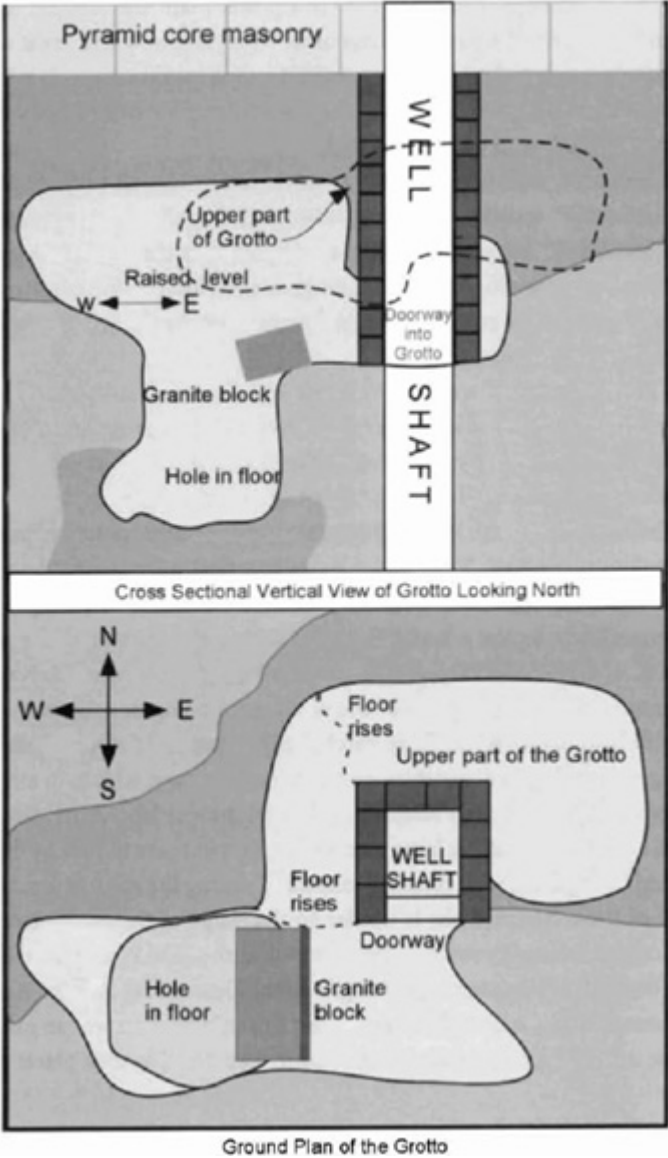 Pyramid core masonry
WELL
Upper part
of Grotto
Raised level
W E
Doorway
into
Grotto
Granite block
SHAFT
Hole in floor
Cross Sectional Vertical View of Grotto Looking North
N
W E
S
Floor
rises
Upper part of the Grotto
WELL
SHAFT
Floor
rises
Doorway
Hole
in floor
Granite
block
Ground Plan of the Grotto